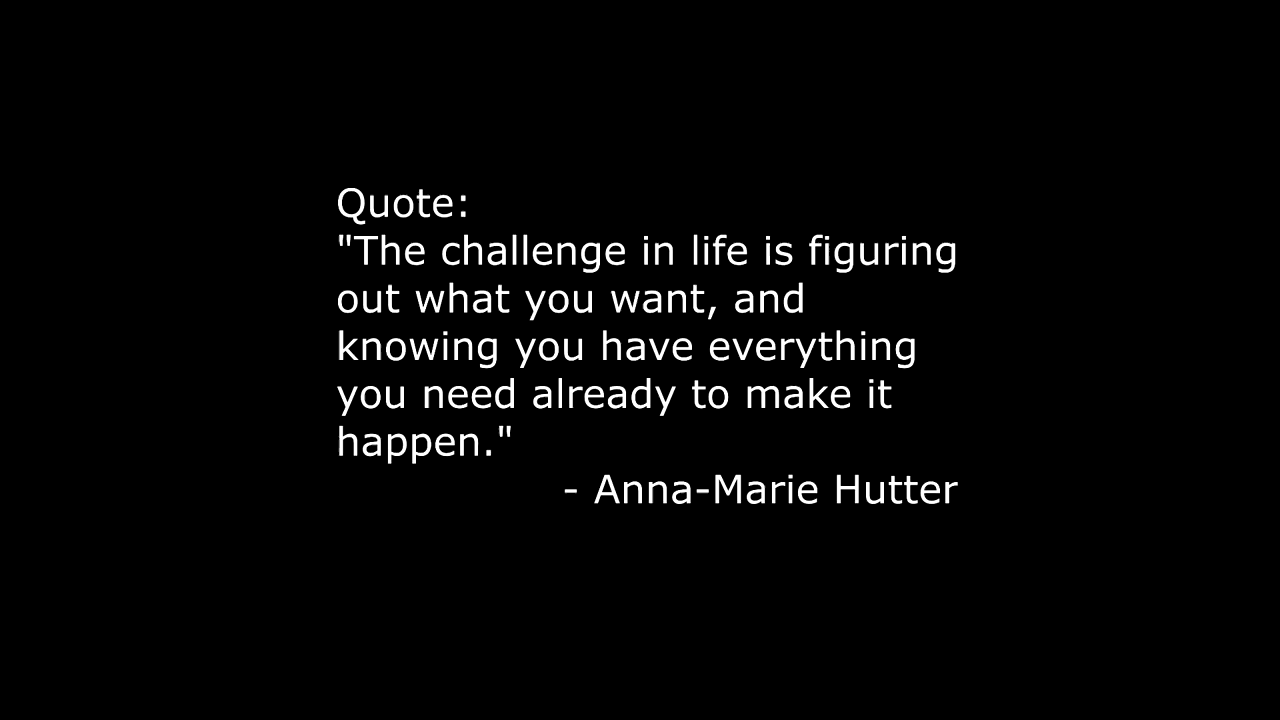 Quote:
"The challenge in life is figuring
out what you want, and
knowing you have everything
you need already to make it
happen."
- Anna-Marie Hutter